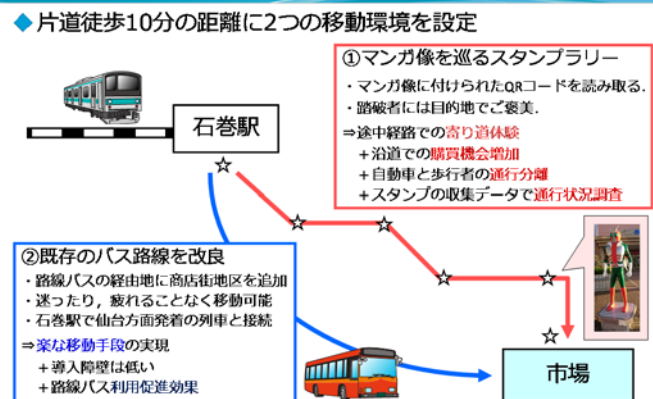 ◆片道徒歩10分の距離に2つの移動環境を設定
①マンガ像を巡るスタンプラリー
・マンガ像に付けられたQRコードを読み取る.
・踏破者には目的地でご褒美.
⇒途中経路での寄り道体験
+沿道での購買機会増加
+自動車と歩行者の通行分離
+スタンプの収集データで通行状況調査
石巻駅
②既存のバス路線を改良
・路線バスの経由地に商店街地区を追加
・迷ったり，疲れることなく移動可能
・石巻駅で仙台方面発着の列車と接続
⇒楽な移動手段の実現
+導入障壁は低い
+路線バス利用促進効果
市場